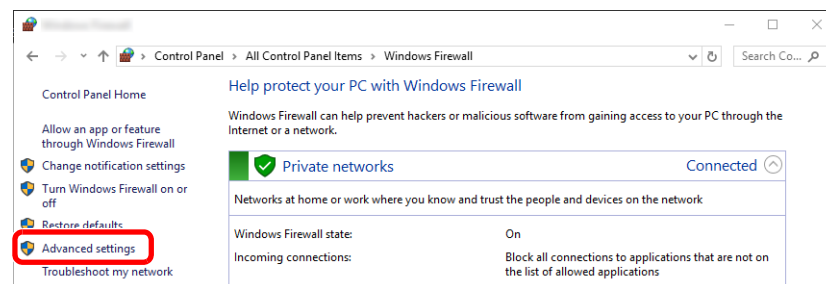 Control Panel > All Control Panel Items > Windows Firewall
Search Co...
Control Panel Home
Allow an app or feature
through Windows Firewall
Change notification settings
Turn Windows Firewall on or
off
Restore defaults
Advanced settings
Troubleshoot my network
Help protect your PC with Windows Firewall
Windows Firewall can help prevent hackers or malicious software from gaining access to your PC through the
Internet or a network.
Private networks
Connected
Networks at home or work where you know and trust the people and devices on the network
Windows Firewall state:
On
Incoming connections:
Block all connections to applications that are not on
the list of allowed applications